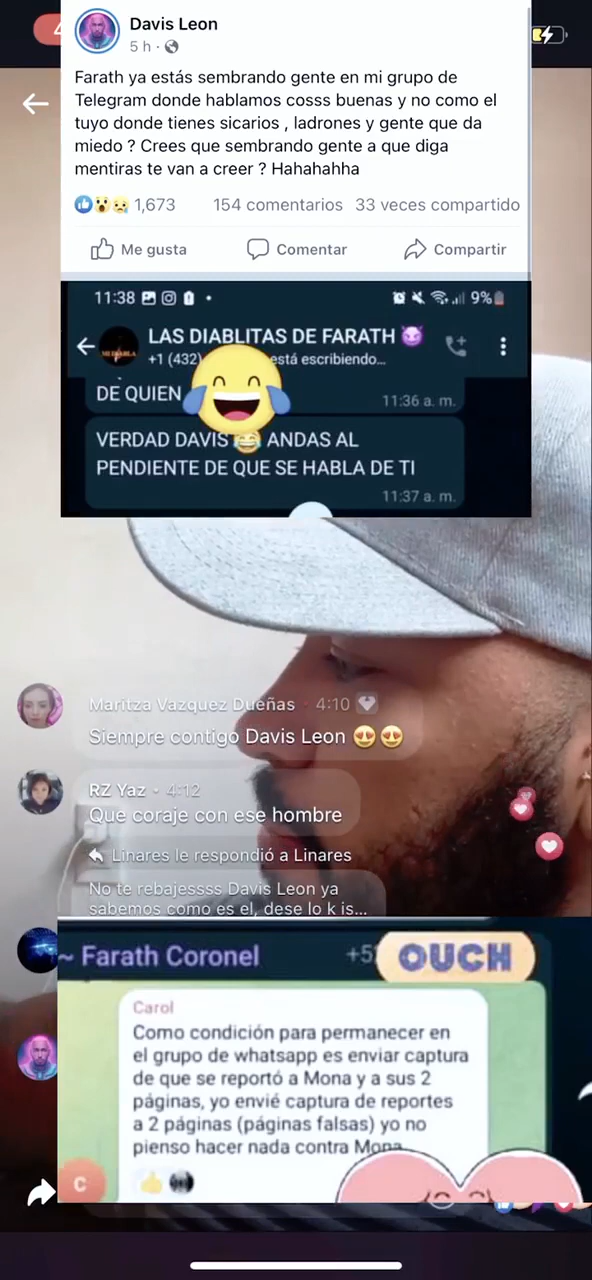 Davis Leon
5 h
Farath ya estás sembrando gente en mi grupo de
Telegram donde hablamos cosss buenas y no como el
tuyo donde tienes sicarios , ladrones y gente que da
miedo ? Crees que sembrando gente a que diga
mentiras te van a creer ? Hahahahha
1,673 154 comentarios 33 veces compartido
Me gusta Comentar Compartir
11:38 9%
LAS DIABLITAS DE FARATH 😈
+1 (432) está escribiendo...
DE QUIEN
11:36 a. m.
VERDAD DAVIS 😂 ANDAS AL
PENDIENTE DE QUE SE HABLA DE TI
11:37 a. m.
Maritza Vazquez Dueñas · 4:10
Siempre contigo Davis Leon 😍😍
RZ Yaz · 4:12
Que coraje con ese hombre
Linares le respondió a Linares
No te rebajessss Davis Leon ya
sabemos como es el, dese lo k is...
~ Farath Coronel +5
OUCH
Carol
Como condición para permanecer en
el grupo de whatsapp es enviar captura
de que se reportó a Mona y a sus 2
páginas, yo envié captura de reportes
a 2 páginas (páginas falsas) yo no
pienso hacer nada contra Mona
C